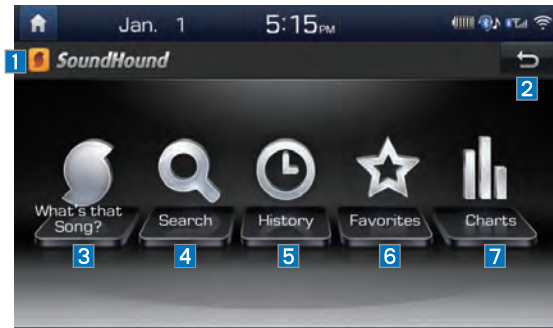 Jan. 1 5:15PM
1 SoundHound
2
What's that
Song? Search History Favorites Charts
3 4 5 6 7